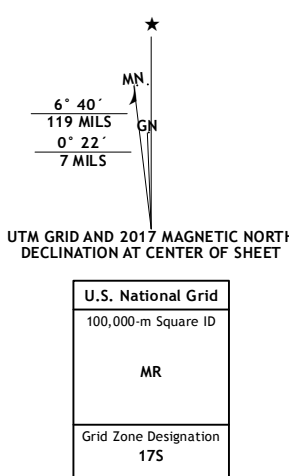 ★
MN
6° 40´
119 MILS
GN
0° 22´
7 MILS
UTM GRID AND 2017 MAGNETIC NORTH
DECLINATION AT CENTER OF SHEET
U.S. National Grid
100,000-m Square ID
MR
Grid Zone Designation
17S